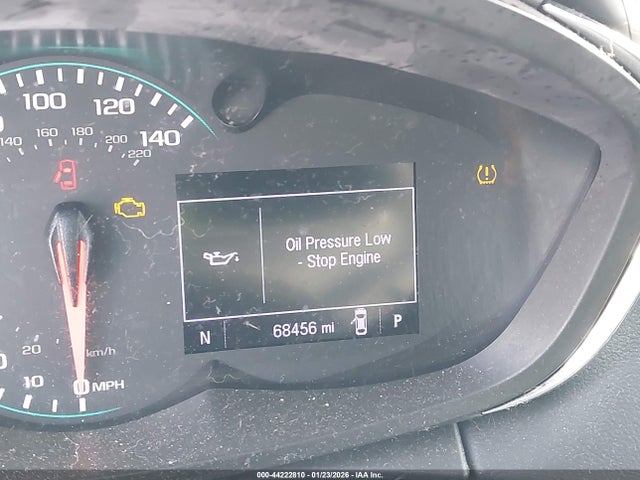 100
120
140
140
160
180
200
220
Oil Pressure Low
- Stop Engine
N
68456 mi
P
20
km/h
0
10
0 MPH
000-44222810 - 01/23/2026 - IAA Inc.